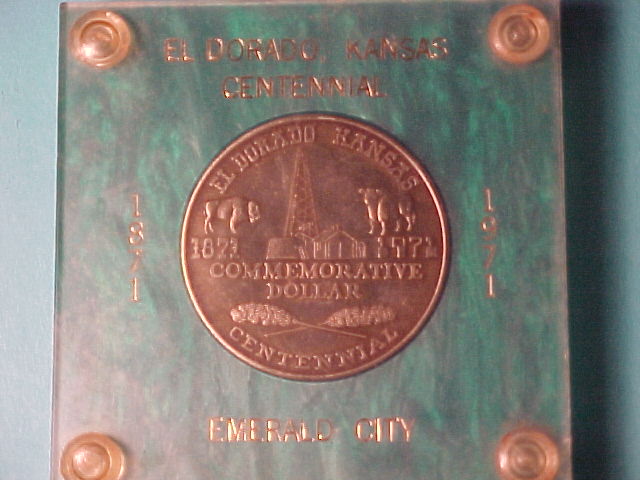 EL DORADO, KANSAS
CENTENNIAL
1871
1971
EL DORADO KANSAS
1871
1971
COMMEMORATIVE
DOLLAR
CENTENNIAL
EMERALD CITY